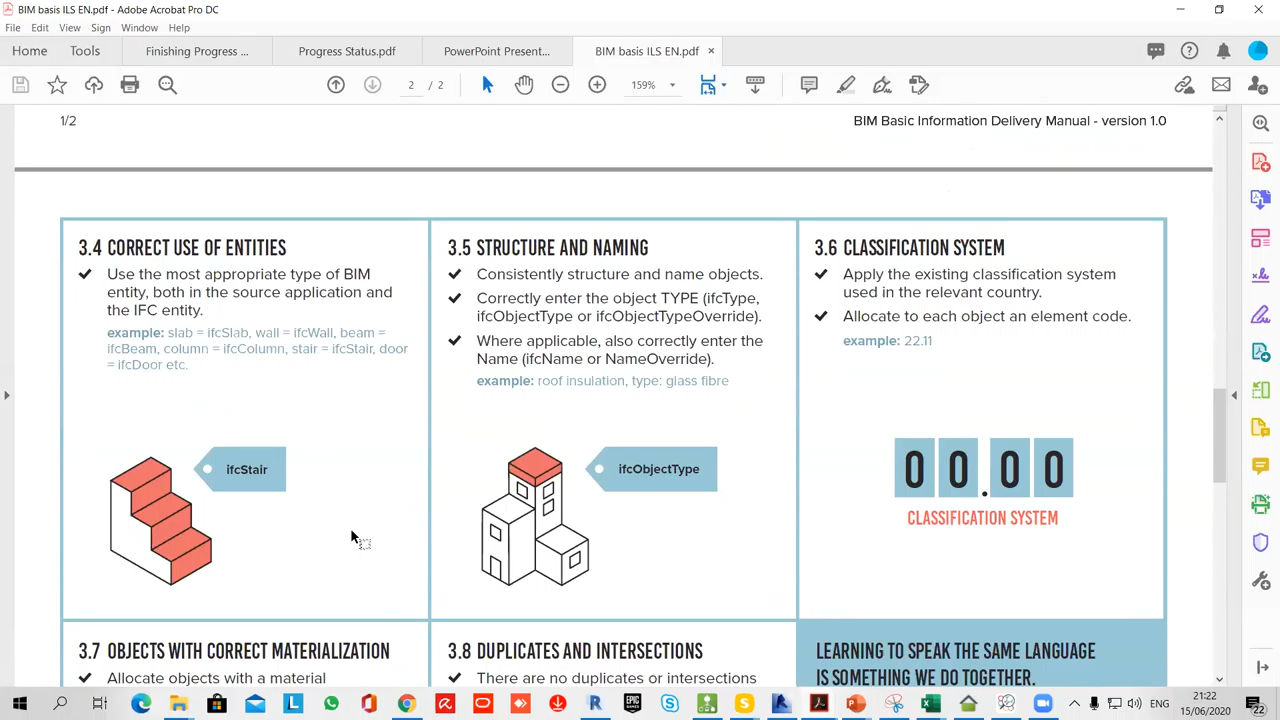 BIM basis ILS EN.pdf - Adobe Acrobat Pro DC
File Edit View Sign Window Help
Home Tools Finishing Progress ... Progress Status.pdf PowerPoint Present... BIM basis ILS EN.pdf ×
2 / 2 159%
1/2 BIM Basic Information Delivery Manual - version 1.0
3.4 CORRECT USE OF ENTITIES
Use the most appropriate type of BIM
entity, both in the source application and
the IFC entity.
example: slab = ifcSlab, wall = ifcWall, beam =
ifcBeam, column = ifcColumn, stair = ifcStair, door
= ifcDoor etc.
ifcStair
3.5 STRUCTURE AND NAMING
Consistently structure and name objects.
Correctly enter the object TYPE (ifcType,
ifcObjectType or ifcObjectTypeOverride).
Where applicable, also correctly enter the
Name (ifcName or NameOverride).
example: roof insulation, type: glass fibre
ifcObjectType
3.6 CLASSIFICATION SYSTEM
Apply the existing classification system
used in the relevant country.
Allocate to each object an element code.
example: 22.11
00.00
CLASSIFICATION SYSTEM
3.7 OBJECTS WITH CORRECT MATERIALIZATION
Allocate objects with a material
3.8 DUPLICATES AND INTERSECTIONS
There are no duplicates or intersections
LEARNING TO SPEAK THE SAME LANGUAGE
IS SOMETHING WE DO TOGETHER.
ENG
21:22
15/06/2020
22